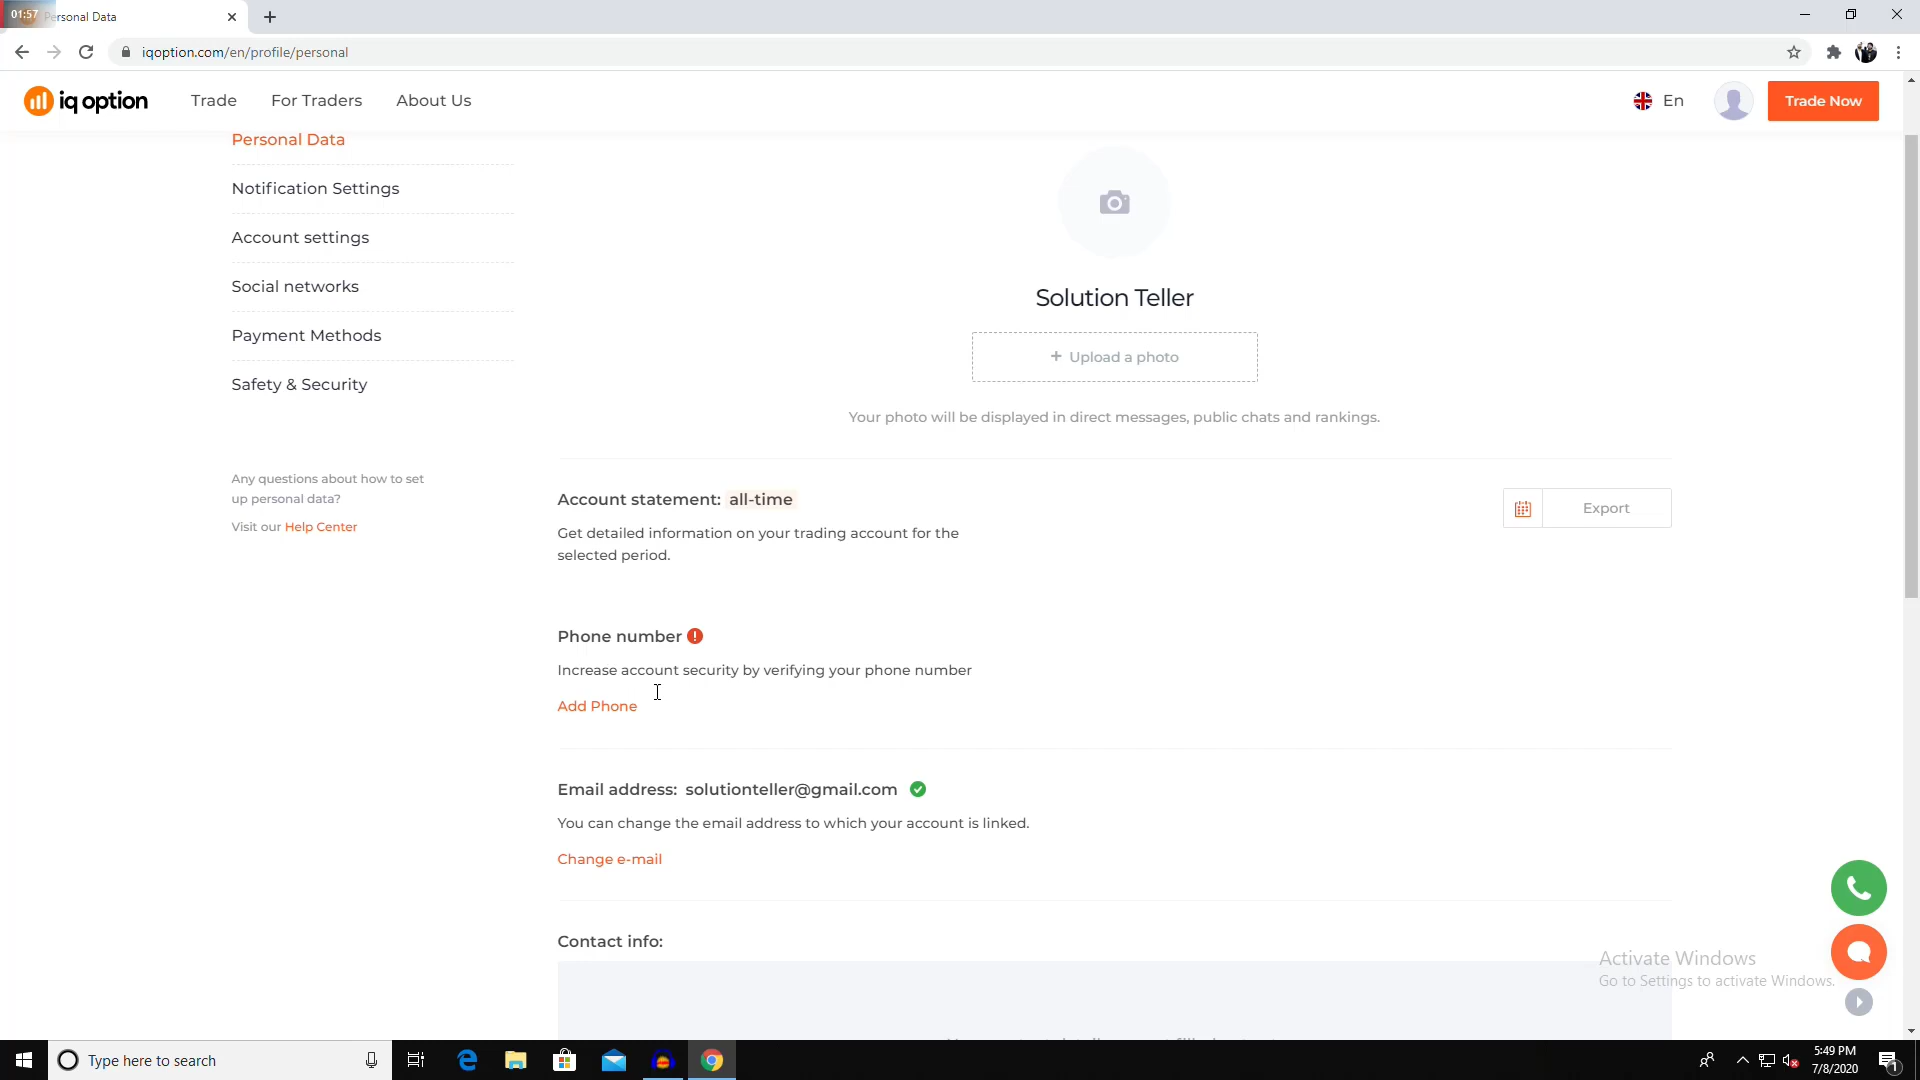 01:57
ersonal Data
iqoption.com/en/profile/personal
iq option
Trade
For Traders
About Us
En
Trade Now
Personal Data
Notification Settings
Account settings
Social networks
Payment Methods
Safety & Security
Any questions about how to set
up personal data?
Visit our Help Center
Solution Teller
+ Upload a photo
Your photo will be displayed in direct messages, public chats and rankings.
Account statement: all-time
Export
Get detailed information on your trading account for the
selected period.
Phone number
Increase account security by verifying your phone number
Add Phone
Email address: solutionteller@gmail.com
You can change the email address to which your account is linked.
Change e-mail
Contact info:
Activate Windows
Go to Settings to activate Windows.
Type here to search
5:49 PM
7/8/2020
1